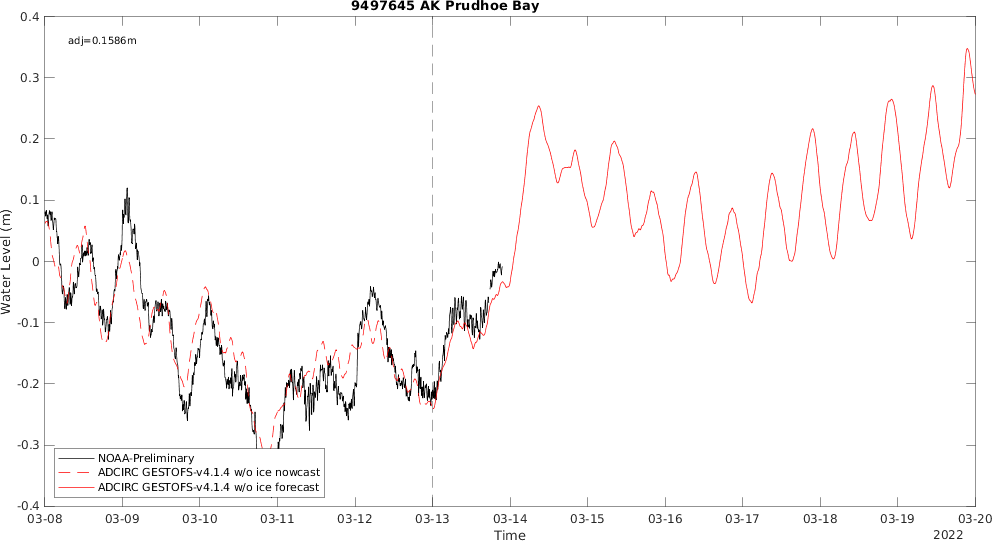 9497645 AK Prudhoe Bay
adj=0.1586m
0.4
0.3
0.2
0.1
0
-0.1
-0.2
-0.3
-0.4
Water Level (m)
NOAA-Preliminary
ADCIRC GESTOFS-v4.1.4 w/o ice nowcast
ADCIRC GESTOFS-v4.1.4 w/o ice forecast
03-08 03-09 03-10 03-11 03-12 03-13 03-14 03-15 03-16 03-17 03-18 03-19 03-20
Time
2022